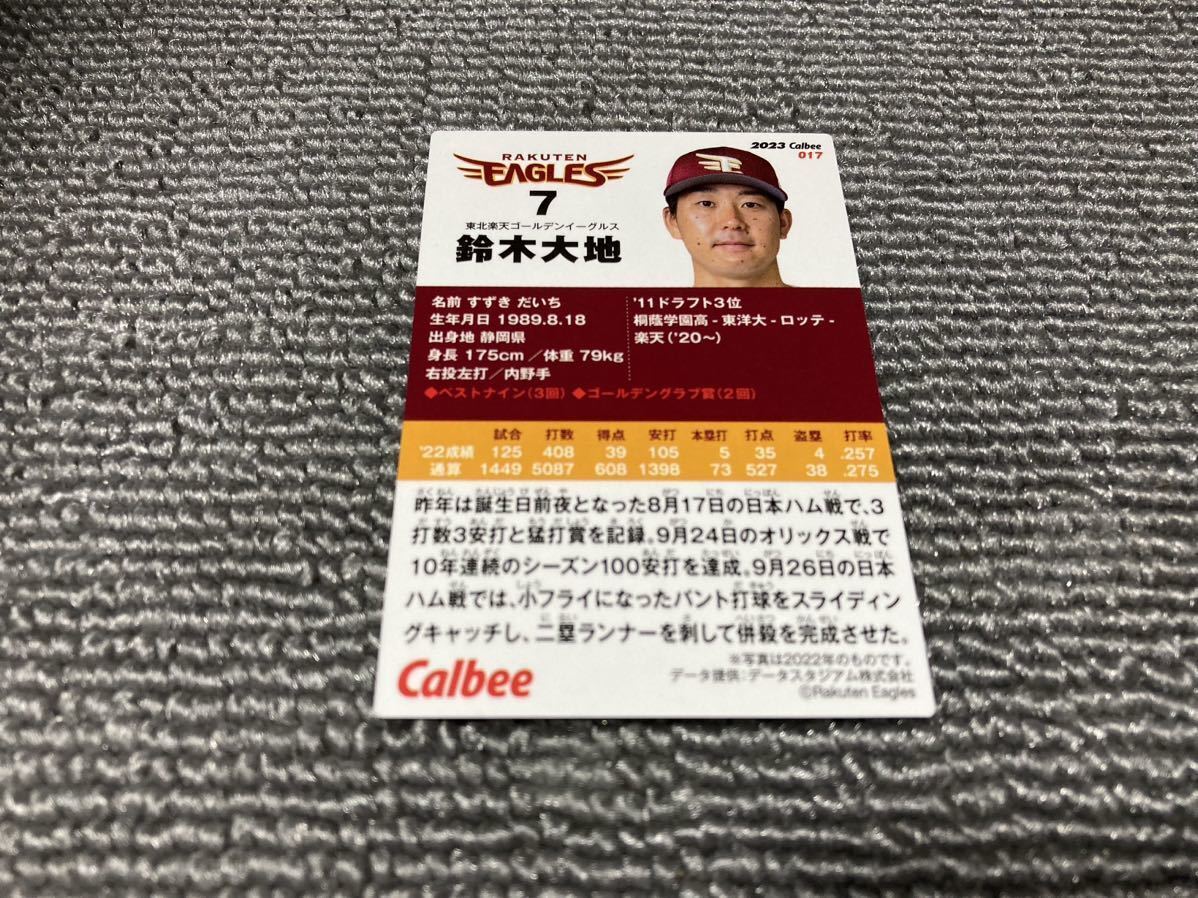 RAKUTEN
EAGLES
7
東北楽天ゴールデンイーグルス
鈴木大地
2023 Calbee
017
名前 すずき だいち
生年月日 1989.8.18
出身地 静岡県
身長 175cm／体重 79kg
右投左打／内野手
'11ドラフト3位
桐蔭学園高 - 東洋大 - ロッテ -
楽天('20〜)
◆ベストナイン(3回) ◆ゴールデングラブ賞(2回)
試合 打数 得点 安打 本塁打 打点 盗塁 打率
'22成績 125 408 39 105 5 35 4 .257
通算 1449 5087 608 1398 73 527 38 .275
昨年は誕生日前夜となった8月17日の日本ハム戦で、3
打数3安打と猛打賞を記録。9月24日のオリックス戦で
10年連続のシーズン100安打を達成。9月26日の日本
ハム戦では、小フライになったバント打球をスライディン
グキャッチし、二塁ランナーを刺して併殺を完成させた。
Calbee
※写真は2022年のものです。
データ提供:データスタジアム株式会社
©Rakuten Eagles